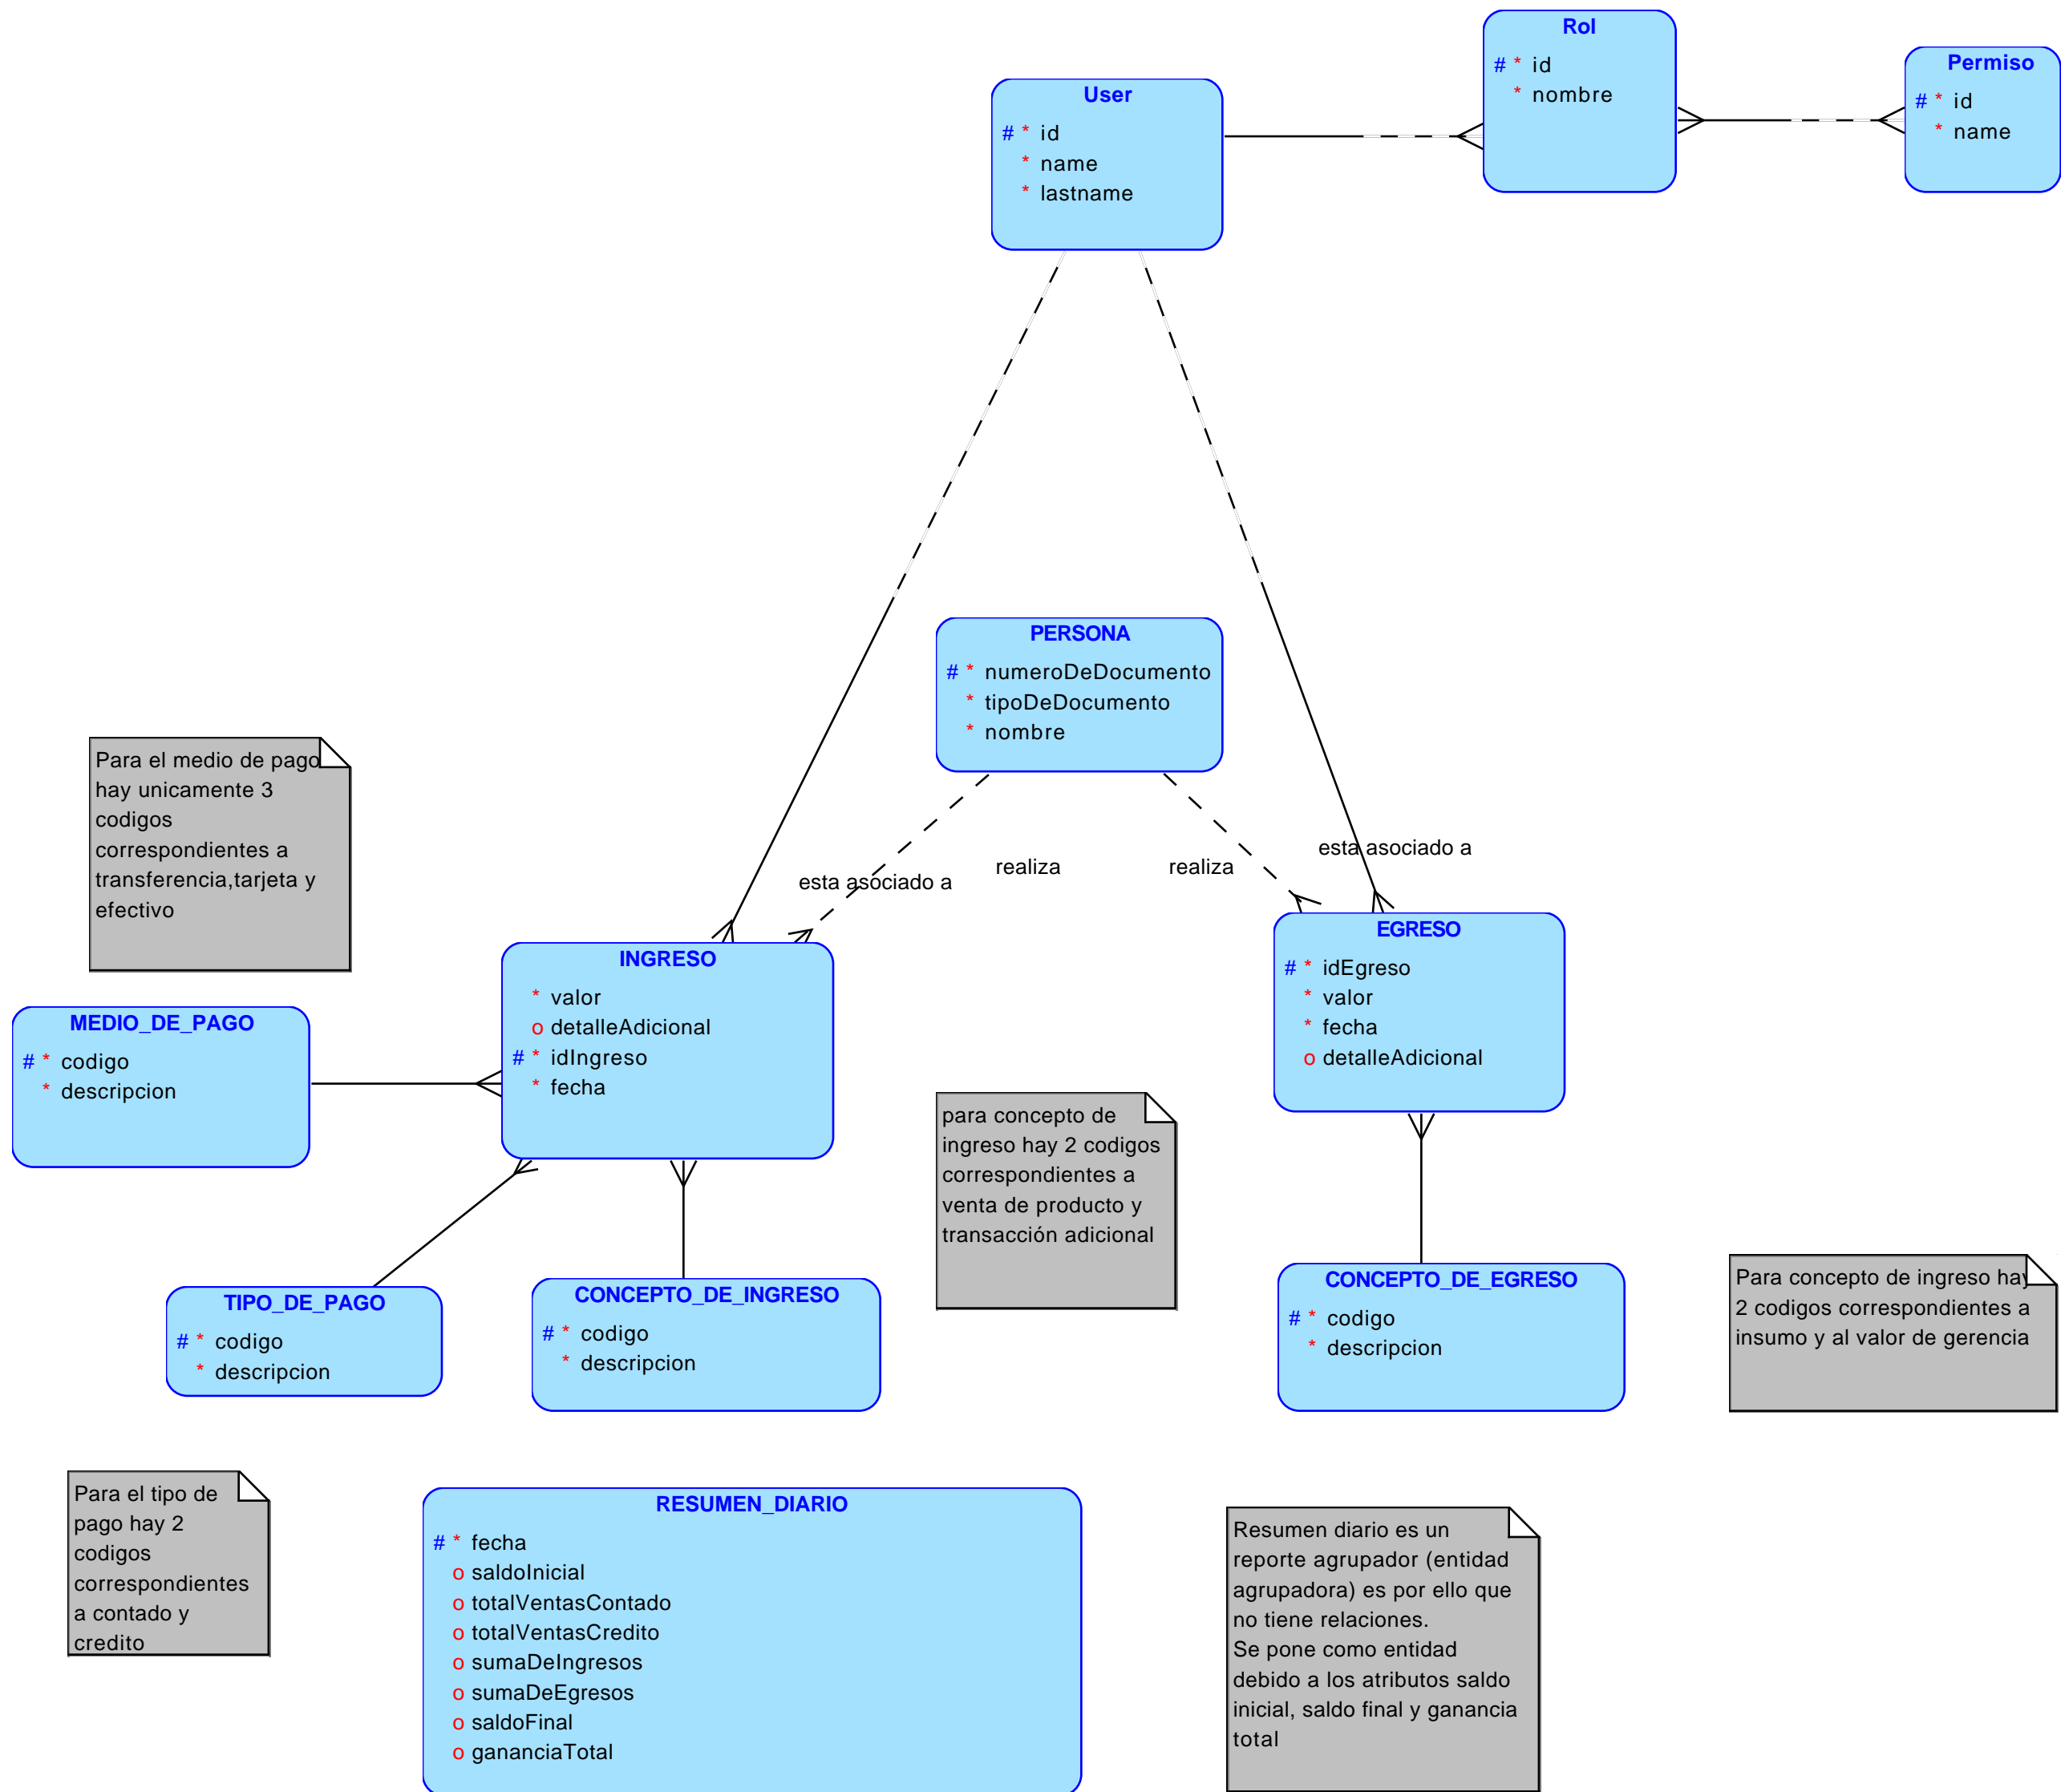 Rol
# * id
* nombre
Permiso
# * id
* name
User
# * id
* name
* lastname
PERSONA
# * numeroDeDocumento
* tipoDeDocumento
* nombre
Para el medio de pago
hay unicamente 3
codigos
correspondientes a
transferencia,tarjeta y
efectivo
esta asociado a
realiza
realiza
esta asociado a
INGRESO
* valor
o detalleAdicional
# * idIngreso
* fecha
EGRESO
# * idEgreso
* valor
* fecha
o detalleAdicional
MEDIO_DE_PAGO
# * codigo
* descripcion
para concepto de
ingreso hay 2 codigos
correspondientes a
venta de producto y
transacción adicional
TIPO_DE_PAGO
# * codigo
* descripcion
CONCEPTO_DE_INGRESO
# * codigo
* descripcion
CONCEPTO_DE_EGRESO
# * codigo
* descripcion
Para concepto de ingreso hay
2 codigos correspondientes a
insumo y al valor de gerencia
Para el tipo de
pago hay 2
codigos
correspondientes
a contado y
credito
RESUMEN_DIARIO
# * fecha
o saldoInicial
o totalVentasContado
o totalVentasCredito
o sumaDeIngresos
o sumaDeEgresos
o saldoFinal
o gananciaTotal
Resumen diario es un
reporte agrupador (entidad
agrupadora) es por ello que
no tiene relaciones.
Se pone como entidad
debido a los atributos saldo
inicial, saldo final y ganancia
total